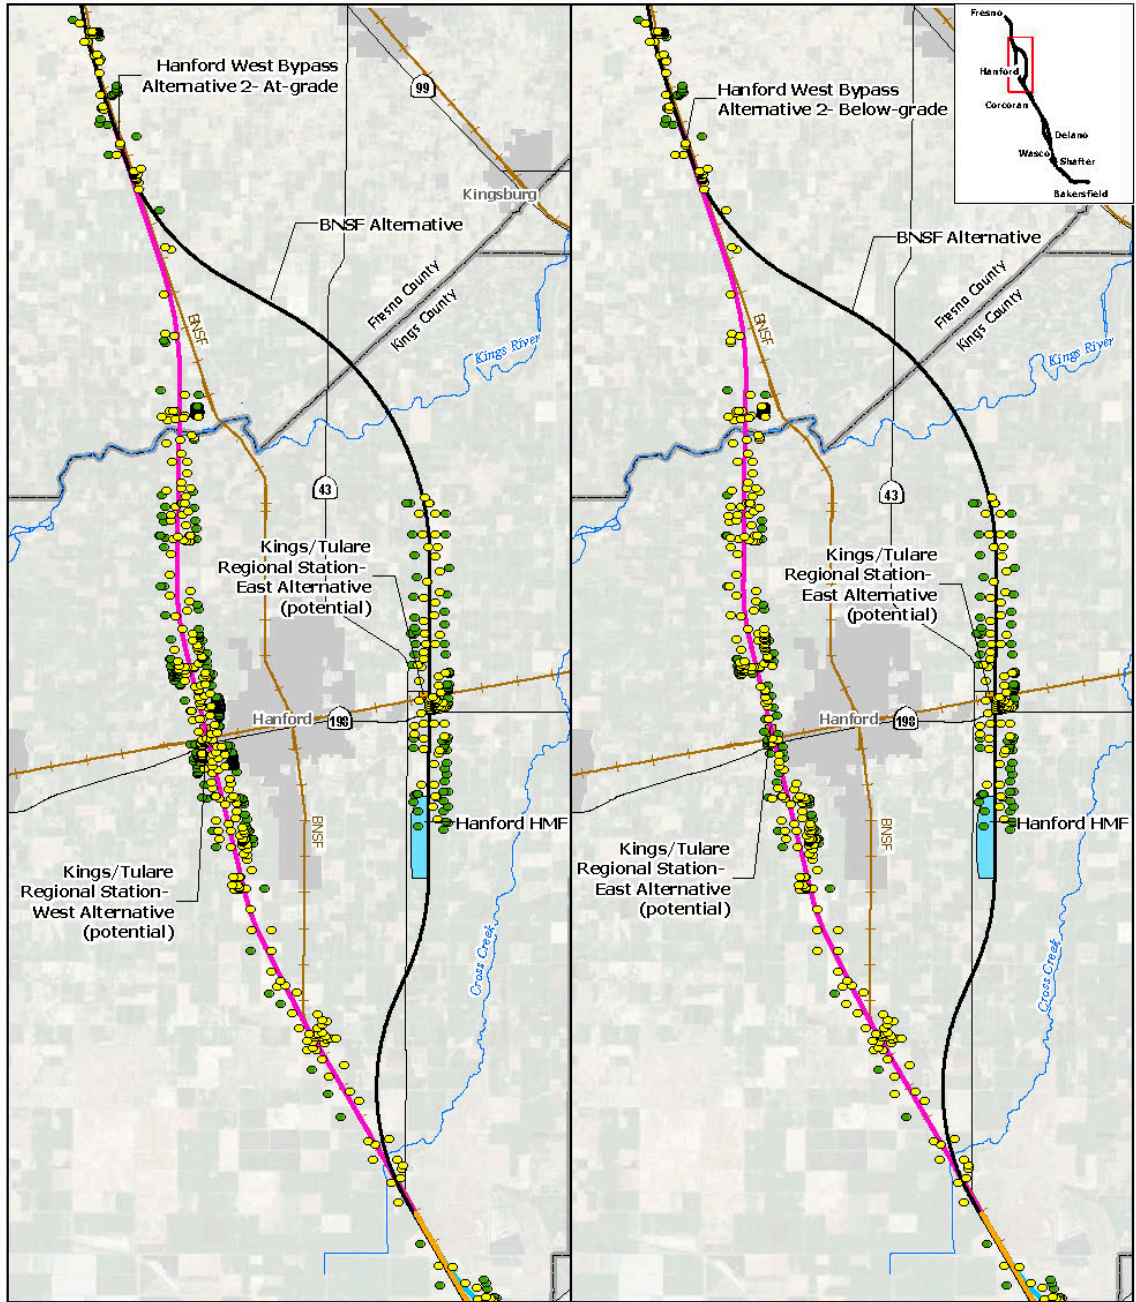 Hanford West Bypass
Alternative 2- At-grade
99
Kingsburg
BNSF Alternative
Fresno County
Kings County
BNSF
Kings River
43
Kings/Tulare
Regional Station-
East Alternative
(potential)
Hanford
198
BNSF
Hanford HMF
Kings/Tulare
Regional Station-
West Alternative
(potential)
Cross Creek
Hanford West Bypass
Alternative 2- Below-grade
BNSF Alternative
Fresno County
Kings County
BNSF
Kings River
43
Kings/Tulare
Regional Station-
East Alternative
(potential)
Hanford
198
BNSF
Hanford HMF
Kings/Tulare
Regional Station-
East Alternative
(potential)
Cross Creek
Fresno
Hanford
Corcoran
Delano
Wasco
Shafter
Bakersfield